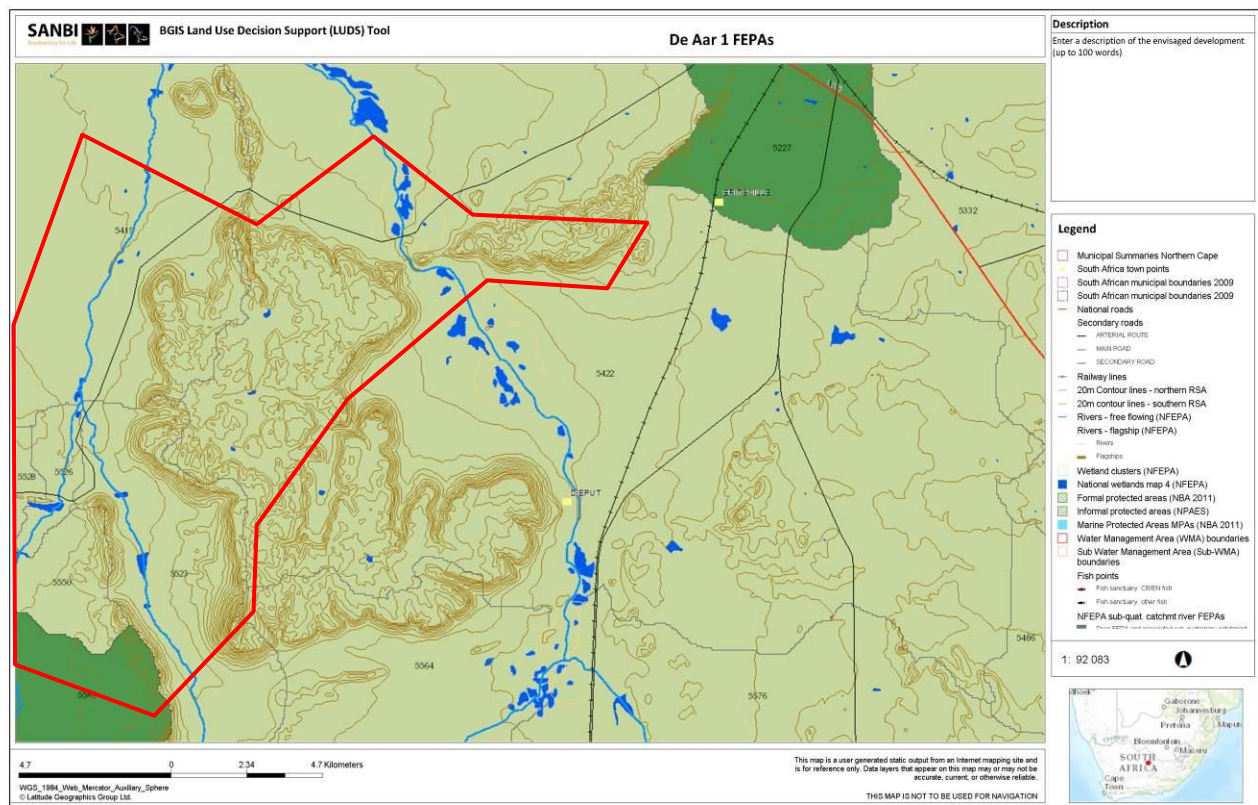 SANBI
Biodiversity for Life
BGIS Land Use Decision Support (LUDS) Tool
De Aar 1 FEPAs
Description
Enter a description of the envisaged development
(up to 100 words)
5227
5332
5422
5526
5528
5523
5550
5564
5576
5486
Legend
Municipal Summaries Northern Cape
South Africa town points
South African municipal boundaries 2009
South African municipal boundaries 2009
National roads
Secondary roads
ARTERIAL ROUTE
MAIN ROAD
SECONDARY ROAD
Railway lines
20m Contour lines - northern RSA
20m contour lines - southern RSA
Rivers - free flowing (NFEPA)
Rivers - flagship (NFEPA)
Rivers
Flagships
Wetland clusters (NFEPA)
National wetlands map 4 (NFEPA)
Formal protected areas (NBA 2011)
Informal protected areas (NPAES)
Marine Protected Areas MPAs (NBA 2011)
Water Management Area (WMA) boundaries
Sub Water Management Area (Sub-WMA)
boundaries
Fish points
Fish sanctuary: CR/EN fish
Fish sanctuary: other fish
NFEPA sub-quat. catchmt river FEPAs
1: 92 083
Gaborone
Johannesburg
Pretoria
Maputo
Bloemfontein
Maseru
SOUTH
AFRICA
Cape
Town
4.7
0
2.34
4.7 Kilometers
WGS_1984_Web_Mercator_Auxiliary_Sphere
© Latitude Geographics Group Ltd.
This map is a user generated static output from an Internet mapping site and
is for reference only. Data layers that appear on this map may or may not be
accurate, current, or otherwise reliable.
THIS MAP IS NOT TO BE USED FOR NAVIGATION